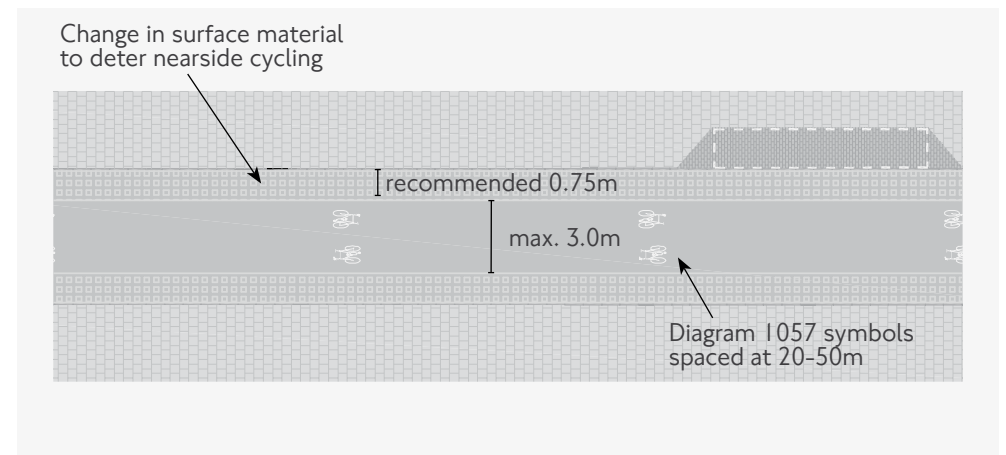 Change in surface material
to deter nearside cycling
recommended 0.75m
max. 3.0m
Diagram 1057 symbols
spaced at 20-50m